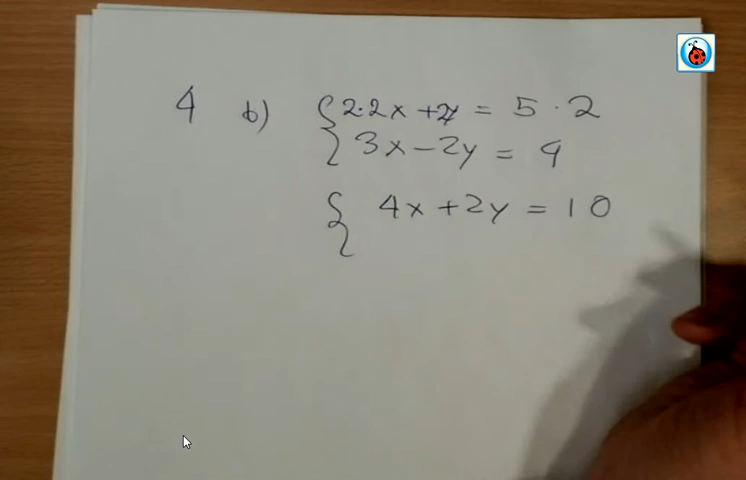 4 b) 2·2x + 2y = 5 · 2
3x - 2y = 4
4x + 2y = 10